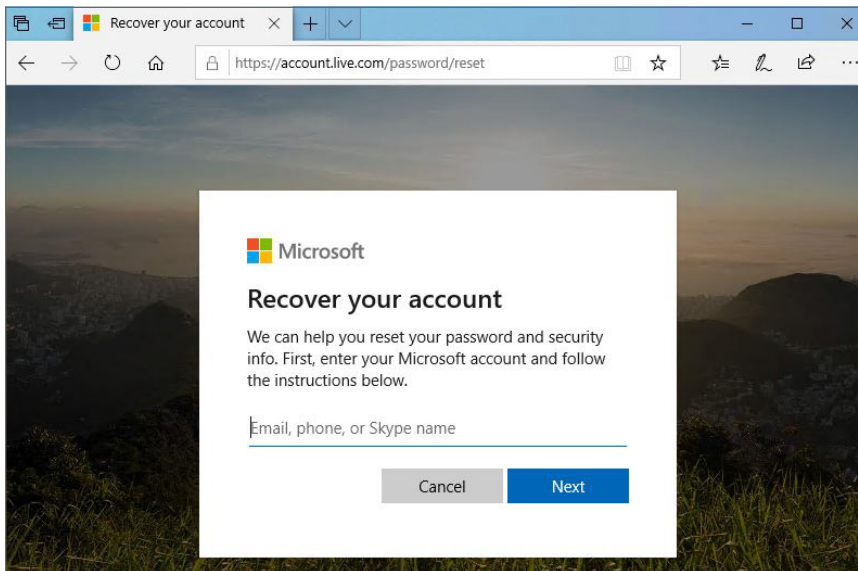 Recover your account
https://account.live.com/password/reset
Microsoft
Recover your account
We can help you reset your password and security
info. First, enter your Microsoft account and follow
the instructions below.
Email, phone, or Skype name
Cancel Next